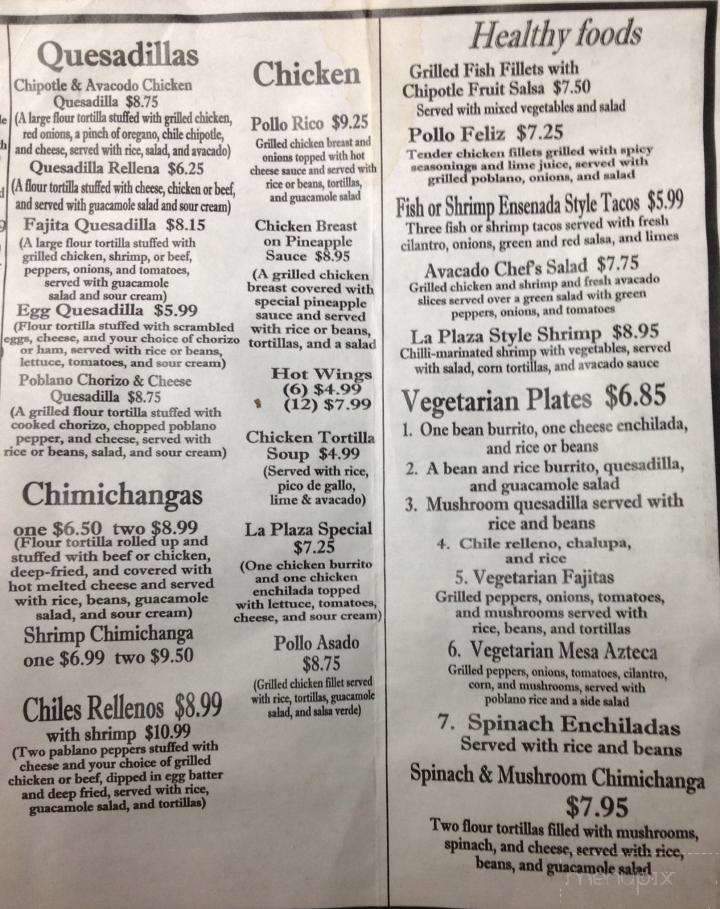 Quesadillas
Chipotle & Avacodo Chicken
Quesadilla $8.75
(A large flour tortilla stuffed with grilled chicken,
red onions, a pinch of oregano, chile chipotle,
and cheese, served with rice, salad, and avacado)
Quesadilla Rellena $6.25
(A flour tortilla stuffed with cheese, chicken or beef,
and served with guacamole salad and sour cream)
Fajita Quesadilla $8.15
(A large flour tortilla stuffed with
grilled chicken, shrimp, or beef,
peppers, onions, and tomatoes,
served with guacamole
salad and sour cream)
Egg Quesadilla $5.99
(Flour tortilla stuffed with scrambled
eggs, cheese, and your choice of chorizo
or ham, served with rice or beans,
lettuce, tomatoes, and sour cream)
Poblano Chorizo & Cheese
Quesadilla $8.75
(A grilled flour tortilla stuffed with
cooked chorizo, chopped poblano
pepper, and cheese, served with
rice or beans, salad, and sour cream)
Chimichangas
one $6.50 two $8.99
(Flour tortilla rolled up and
stuffed with beef or chicken,
deep-fried, and covered with
hot melted cheese and served
with rice, beans, guacamole
salad, and sour cream)
Shrimp Chimichanga
one $6.99 two $9.50
Chiles Rellenos $8.99
with shrimp $10.99
(Two pablano peppers stuffed with
cheese and your choice of grilled
chicken or beef, dipped in egg batter
and deep fried, served with rice,
guacamole salad, and tortillas)
Chicken
Pollo Rico $9.25
Grilled chicken breast and
onions topped with hot
cheese sauce and served with
rice or beans, tortillas,
and guacamole salad
Chicken Breast
on Pineapple
Sauce $8.95
(A grilled chicken
breast covered with
special pineapple
sauce and served
with rice or beans,
tortillas, and a salad
Hot Wings
(6) $4.99
(12) $7.99
Chicken Tortilla
Soup $4.99
(Served with rice,
pico de gallo,
lime & avacado)
La Plaza Special
$7.25
(One chicken burrito
and one chicken
enchilada topped
with lettuce, tomatoes,
cheese, and sour cream)
Pollo Asado
$8.75
(Grilled chicken fillet served
with rice, tortillas, guacamole
salad, and salsa verde)
Healthy foods
Grilled Fish Fillets with
Chipotle Fruit Salsa $7.50
Served with mixed vegetables and salad
Pollo Feliz $7.25
Tender chicken fillets grilled with spicy
seasonings and lime juice, served with
grilled poblano, onions, and salad
Fish or Shrimp Ensenada Style Tacos $5.99
Three fish or shrimp tacos served with fresh
cilantro, onions, green and red salsa, and limes
Avacado Chef's Salad $7.75
Grilled chicken and shrimp and fresh avacado
slices served over a green salad with green
peppers, onions, and tomatoes
La Plaza Style Shrimp $8.95
Chilli-marinated shrimp with vegetables, served
with salad, corn tortillas, and avacado sauce
Vegetarian Plates $6.85
1. One bean burrito, one cheese enchilada,
and rice or beans
2. A bean and rice burrito, quesadilla,
and guacamole salad
3. Mushroom quesadilla served with
rice and beans
4. Chile relleno, chalupa,
and rice
5. Vegetarian Fajitas
Grilled peppers, onions, tomatoes,
and mushrooms served with
rice, beans, and tortillas
6. Vegetarian Mesa Azteca
Grilled peppers, onions, tomatoes, cilantro,
corn, and mushrooms, served with
poblano rice and a side salad
7. Spinach Enchiladas
Served with rice and beans
Spinach & Mushroom Chimichanga
$7.95
Two flour tortillas filled with mushrooms,
spinach, and cheese, served with rice,
beans, and guacamole salad
menupix